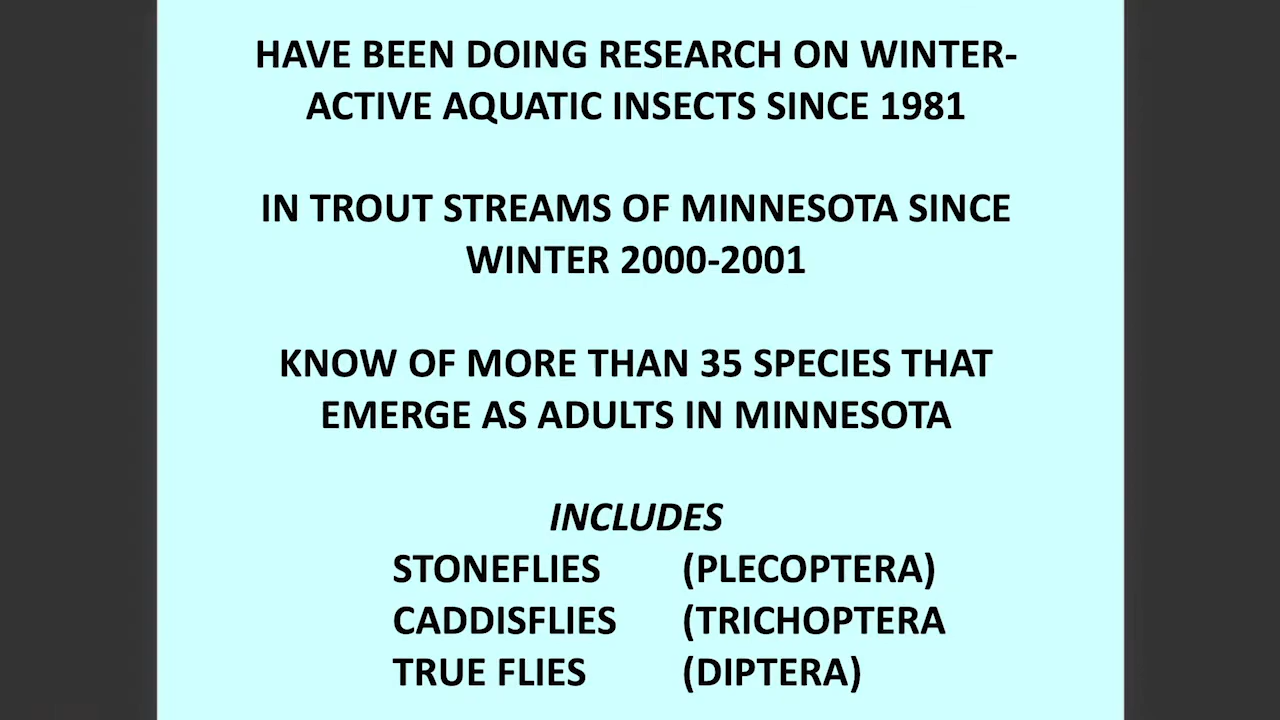 HAVE BEEN DOING RESEARCH ON WINTER-
ACTIVE AQUATIC INSECTS SINCE 1981
IN TROUT STREAMS OF MINNESOTA SINCE
WINTER 2000-2001
KNOW OF MORE THAN 35 SPECIES THAT
EMERGE AS ADULTS IN MINNESOTA
INCLUDES
STONEFLIES (PLECOPTERA)
CADDISFLIES (TRICHOPTERA
TRUE FLIES (DIPTERA)